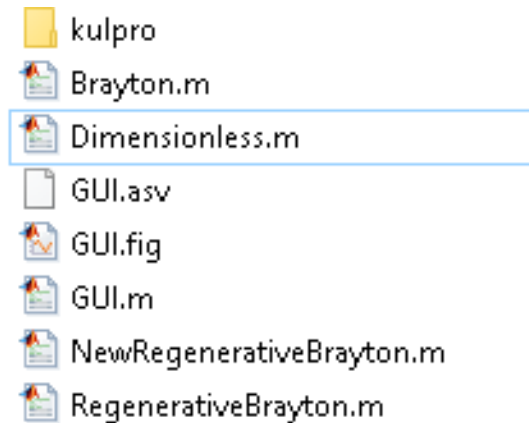 kulpro
Brayton.m
Dimensionless.m
GUI.asv
GUI.fig
GUI.m
NewRegenerativeBrayton.m
RegenerativeBrayton.m